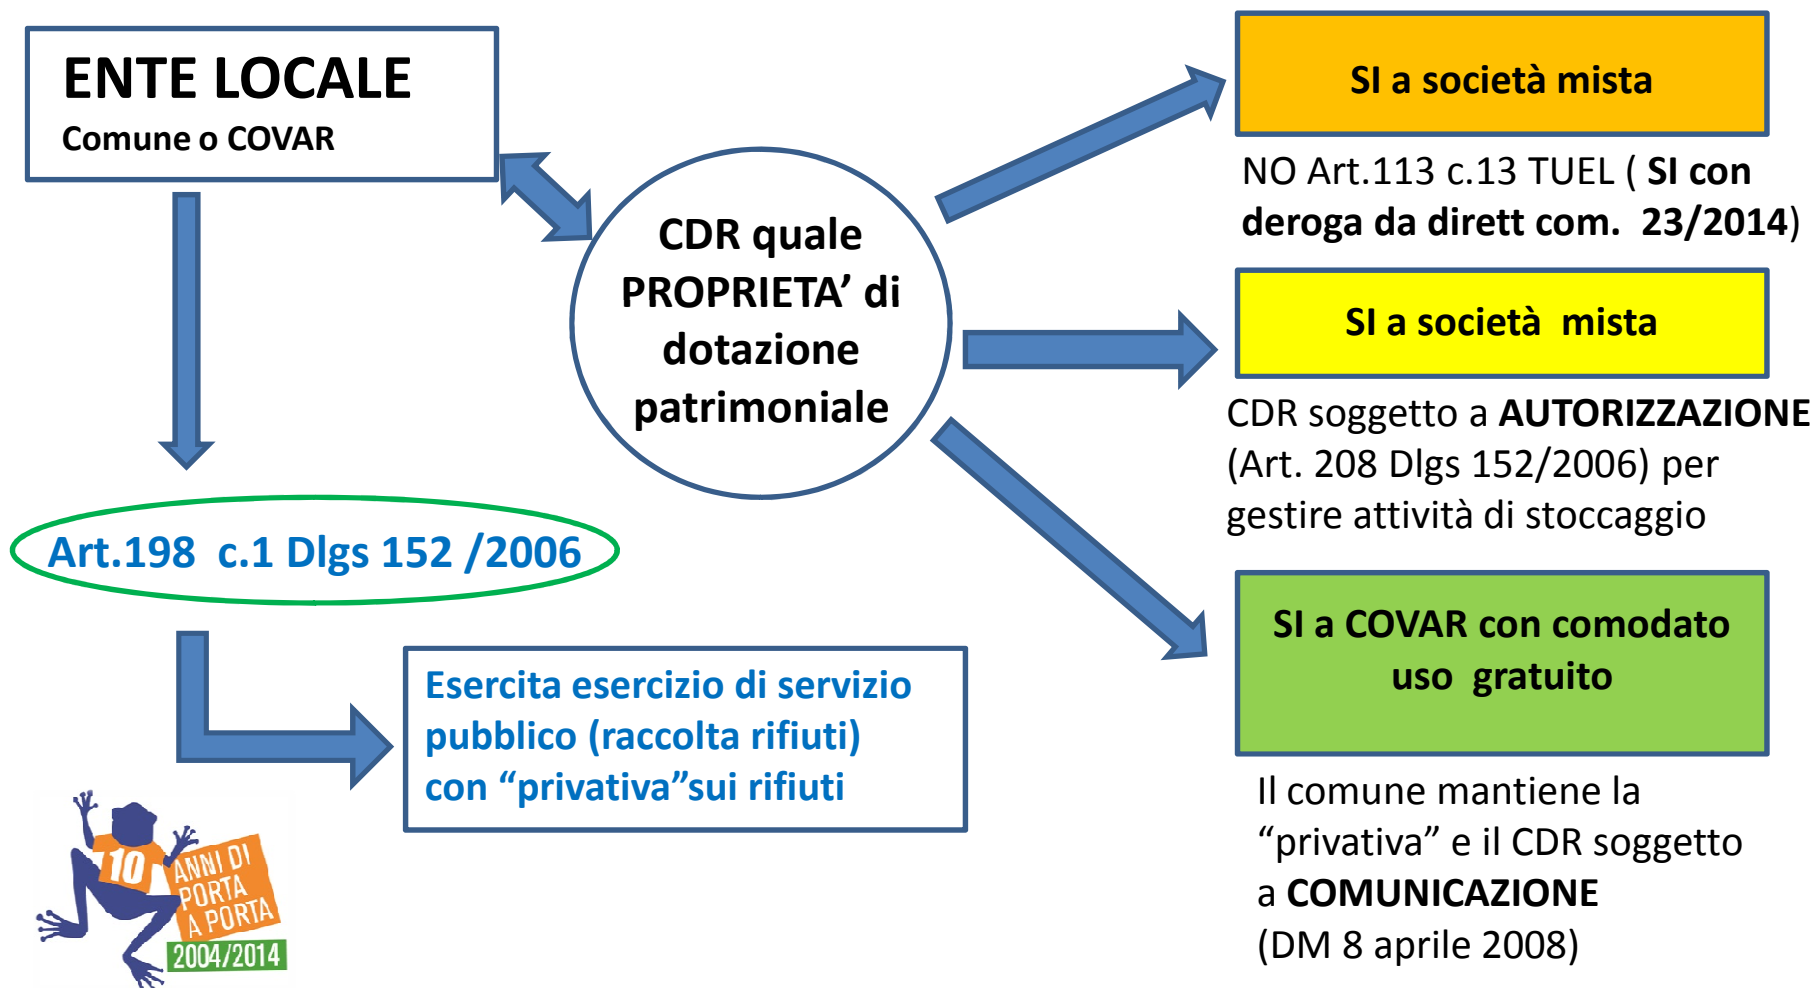 ENTE LOCALE
Comune o COVAR
CDR quale
PROPRIETA’ di
dotazione
patrimoniale
SI a società mista
NO Art.113 c.13 TUEL ( SI con
deroga da dirett com. 23/2014)
SI a società mista
CDR soggetto a AUTORIZZAZIONE
(Art. 208 Dlgs 152/2006) per
gestire attività di stoccaggio
SI a COVAR con comodato
uso gratuito
Il comune mantiene la
“privativa” e il CDR soggetto
a COMUNICAZIONE
(DM 8 aprile 2008)
Art.198 c.1 Dlgs 152 /2006
Esercita esercizio di servizio
pubblico (raccolta rifiuti)
con “privativa”sui rifiuti
10
ANNI DI
PORTA
A PORTA
2004/2014